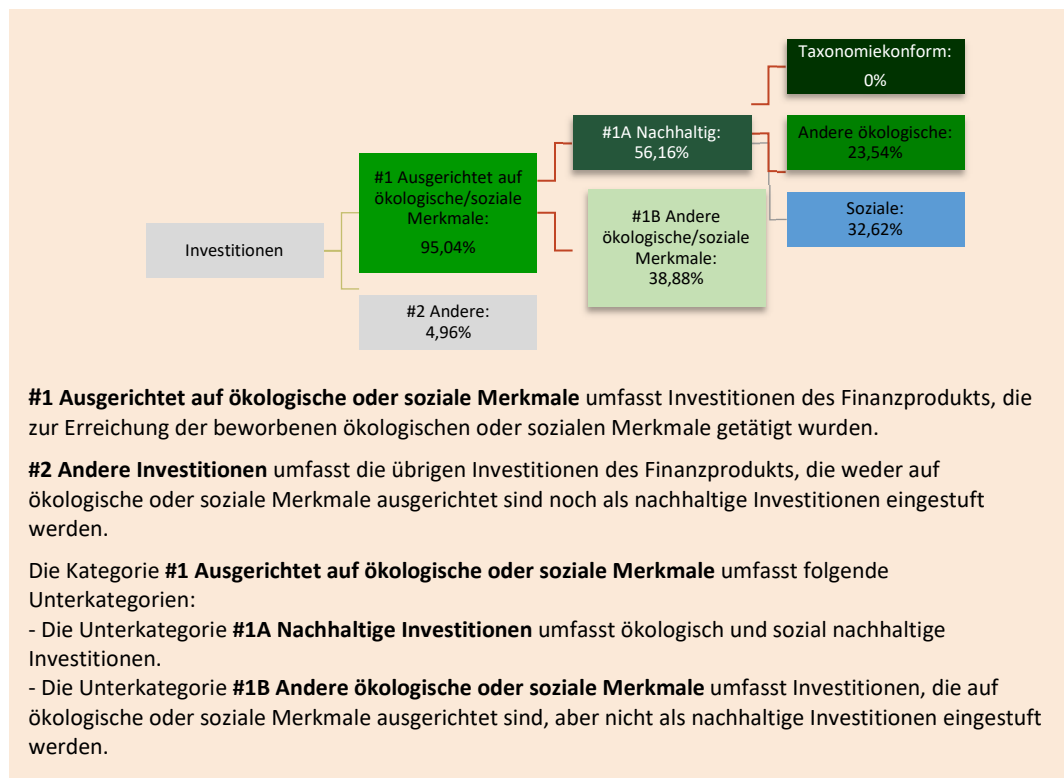 Taxonomiekonform:
0%
#1A Nachhaltig:
56,16%
Andere ökologische:
23,54%
#1 Ausgerichtet auf
ökologische/soziale
Merkmale:
95,04%
#1B Andere
ökologische/soziale
Merkmale:
38,88%
Soziale:
32,62%
Investitionen
#2 Andere:
4,96%
#1 Ausgerichtet auf ökologische oder soziale Merkmale umfasst Investitionen des Finanzprodukts, die
zur Erreichung der beworbenen ökologischen oder sozialen Merkmale getätigt wurden.
#2 Andere Investitionen umfasst die übrigen Investitionen des Finanzprodukts, die weder auf
ökologische oder soziale Merkmale ausgerichtet sind noch als nachhaltige Investitionen eingestuft
werden.
Die Kategorie #1 Ausgerichtet auf ökologische oder soziale Merkmale umfasst folgende
Unterkategorien:
- Die Unterkategorie #1A Nachhaltige Investitionen umfasst ökologisch und sozial nachhaltige
Investitionen.
- Die Unterkategorie #1B Andere ökologische oder soziale Merkmale umfasst Investitionen, die auf
ökologische oder soziale Merkmale ausgerichtet sind, aber nicht als nachhaltige Investitionen eingestuft
werden.